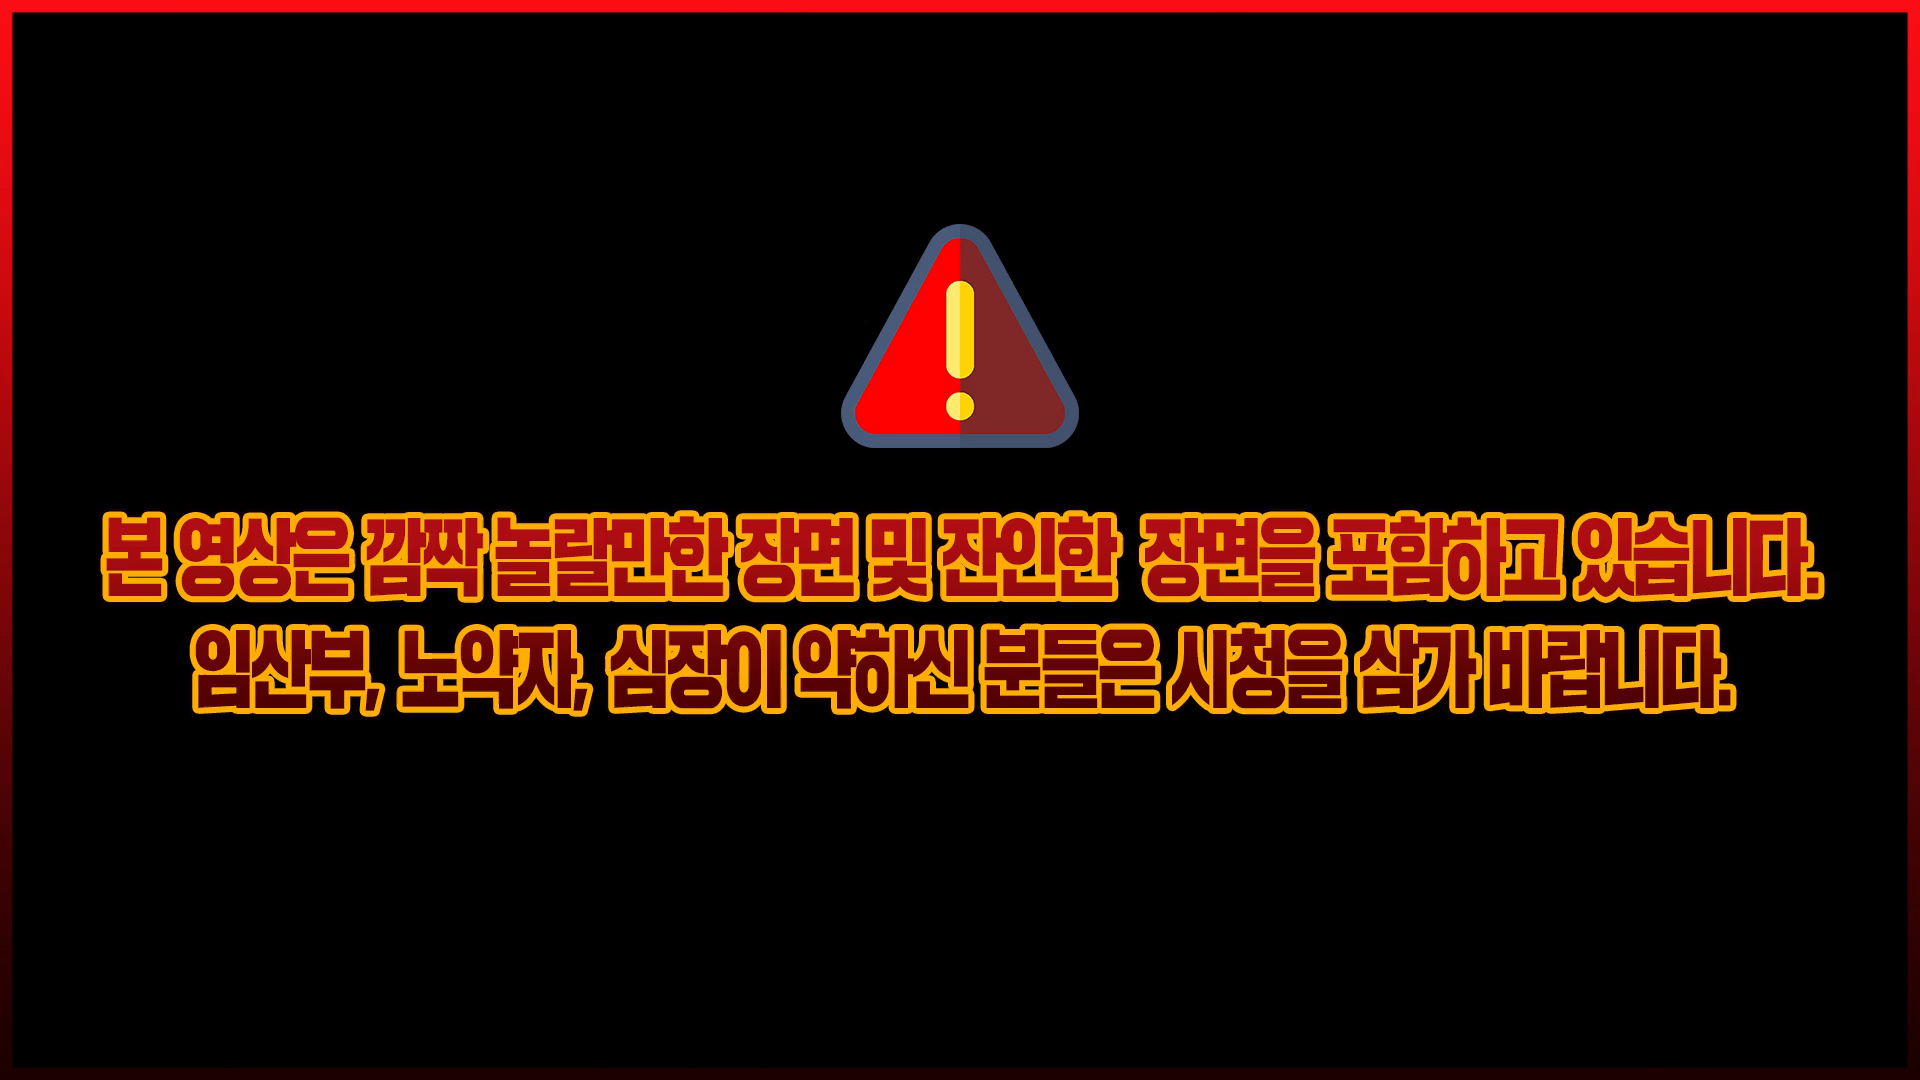 본 영상은 깜짝 놀랄만한 장면 및 잔인한 장면을 포함하고 있습니다.
임산부, 노약자, 심장이 약하신 분들은 시청을 삼가 바랍니다.